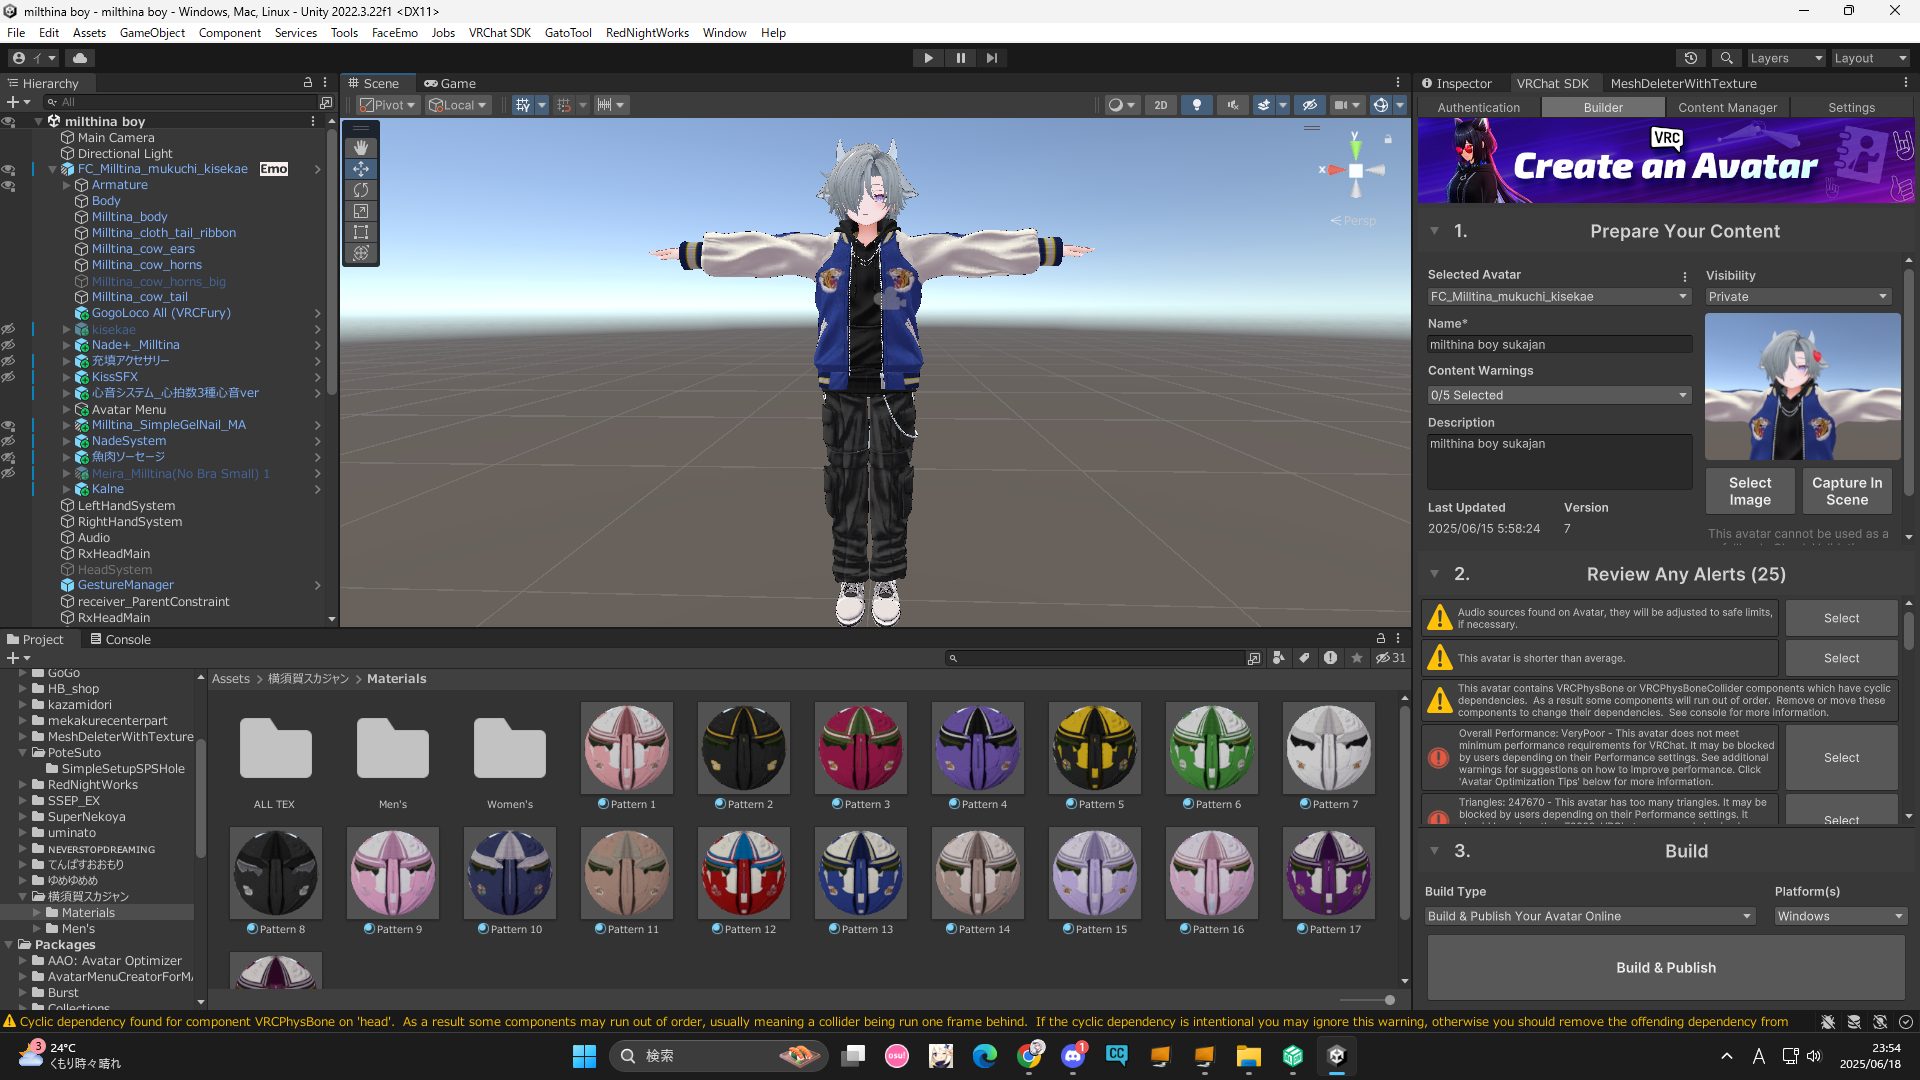 milthina boy - milthina boy - Windows, Mac, Linux - Unity 2022.3.22f1 <DX11>
File Edit Assets GameObject Component Services Tools FaceEmo Jobs VRChat SDK GatoTool RedNightWorks Window Help
イ
Layers
Layout
Hierarchy
All
milthina boy
Main Camera
Directional Light
FC_Milltina_mukuchi_kisekae Emo
Armature
Body
Milltina_body
Milltina_cloth_tail_ribbon
Milltina_cow_ears
Milltina_cow_horns
Milltina_cow_horns_big
Milltina_cow_tail
GogoLoco All (VRCFury)
kisekae
Nade+_Milltina
充填アクセサリー
KissSFX
心音システム_心拍数3種心音ver
Avatar Menu
Milltina_SimpleGelNail_MA
NadeSystem
魚肉ソーセージ
Meira_Milltina(No Bra Small) 1
Kalne
LeftHandSystem
RightHandSystem
Audio
RxHeadMain
HeadSystem
GestureManager
receiver_ParentConstraint
RxHeadMain
Scene Game
Pivot Local 2D
y
x
Persp
Inspector VRChat SDK MeshDeleterWithTexture
Authentication Builder Content Manager Settings
VRC
Create an Avatar
1. Prepare Your Content
Selected Avatar
FC_Milltina_mukuchi_kisekae
Name*
milthina boy sukajan
Content Warnings
0/5 Selected
Description
milthina boy sukajan
Last Updated Version
2025/06/15 5:58:24 7
Visibility
Private
Select Image
Capture In Scene
This avatar cannot be used as a
2. Review Any Alerts (25)
Audio sources found on Avatar, they will be adjusted to safe limits,
if necessary.
Select
This avatar is shorter than average.
Select
This avatar contains VRCPhysBone or VRCPhysBoneCollider components which have cyclic
dependencies. As a result some components will run out of order. Remove or move these
components to change their dependencies. See console for more information.
Overall Performance: VeryPoor - This avatar does not meet
minimum performance requirements for VRChat. It may be blocked
by users depending on their Performance settings. See additional
warnings for suggestions on how to improve performance. Click
'Avatar Optimization Tips' below for more information.
Select
Triangles: 247670 - This avatar has too many triangles. It may be
blocked by users depending on their Performance settings. It
Select
3. Build
Build Type
Build & Publish Your Avatar Online
Platform(s)
Windows
Build & Publish
Project Console
31
GoGo
HB_shop
kazamidori
mekakurecenterpart
MeshDeleterWithTexture
PoteSuto
SimpleSetupSPSHole
RedNightWorks
SSEP_EX
SuperNekoya
uminato
NEVERSTOPDREAMING
てんぱすおおもり
ゆめゆめめ
横須賀スカジャン
Materials
Men's
Packages
AAO: Avatar Optimizer
AvatarMenuCreatorForMA
Burst
Collections
Assets > 横須賀スカジャン > Materials
ALL TEX
Men's
Women's
Pattern 1
Pattern 2
Pattern 3
Pattern 4
Pattern 5
Pattern 6
Pattern 7
Pattern 8
Pattern 9
Pattern 10
Pattern 11
Pattern 12
Pattern 13
Pattern 14
Pattern 15
Pattern 16
Pattern 17
Cyclic dependency found for component VRCPhysBone on 'head'. As a result some components may run out of order, usually meaning a collider being run one frame behind. If the cyclic dependency is intentional you may ignore this warning, otherwise you should remove the offending dependency from
3
24°C
くもり時々晴れ
検索
osu!
1
CC
A
23:54
2025/06/18